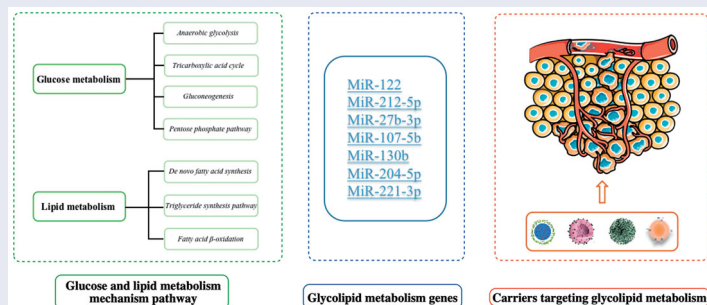 Glucose metabolism
Anaerobic glycolysis
Tricarboxylic acid cycle
Gluconeogenesis
Pentose phosphate pathway
Lipid metabolism
De novo fatty acid synthesis
Triglyceride synthesis pathway
Fatty acid β-oxidation
Glucose and lipid metabolism
mechanism pathway
MiR-122
MiR-212-5p
MiR-27b-3p
MiR-107-5b
MiR-130b
MiR-204-5p
MiR-221-3p
Glycolipid metabolism genes
Carriers targeting glycolipid metabolism